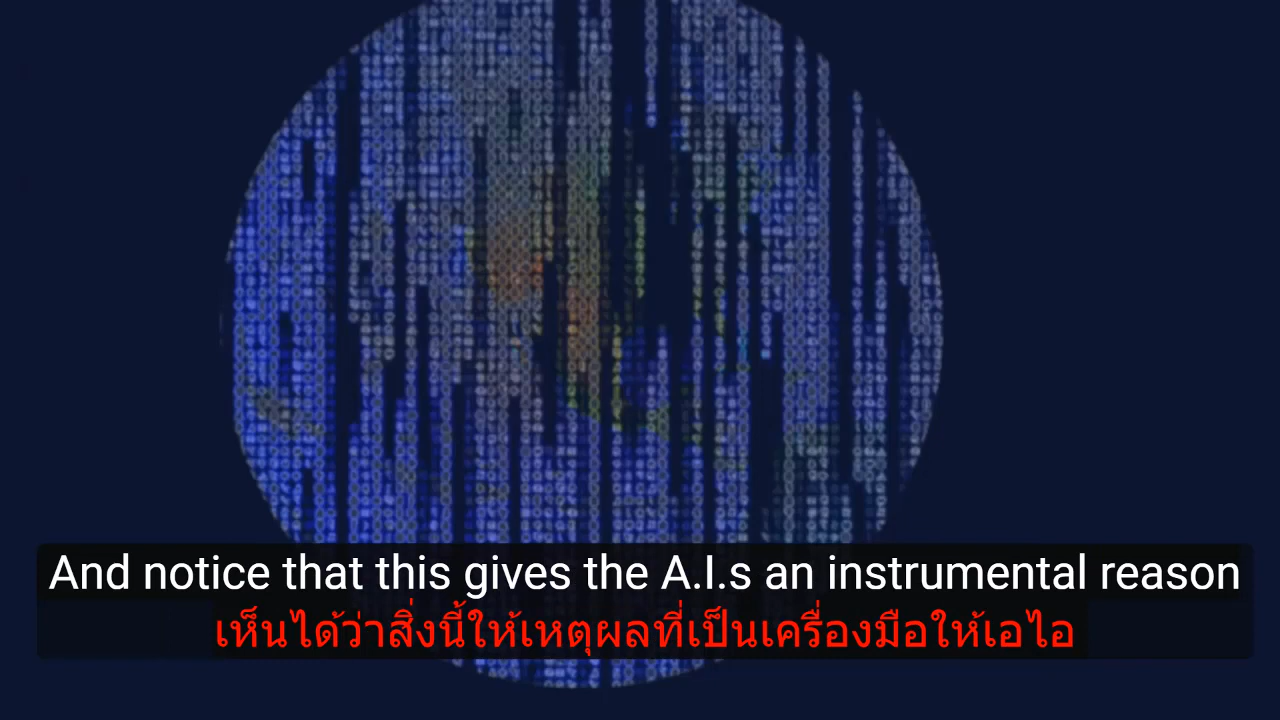 And notice that this gives the A.I.s an instrumental reason
เห็นได้ว่าสิ่งนี้ให้เหตุผลที่เป็นเครื่องมือให้เอไอ